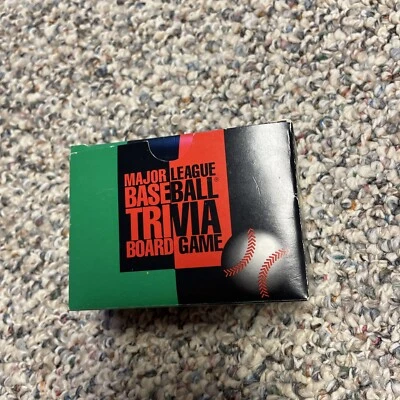 MAJOR LEAGUE
BASEBALL®
TRIVIA
BOARD GAME